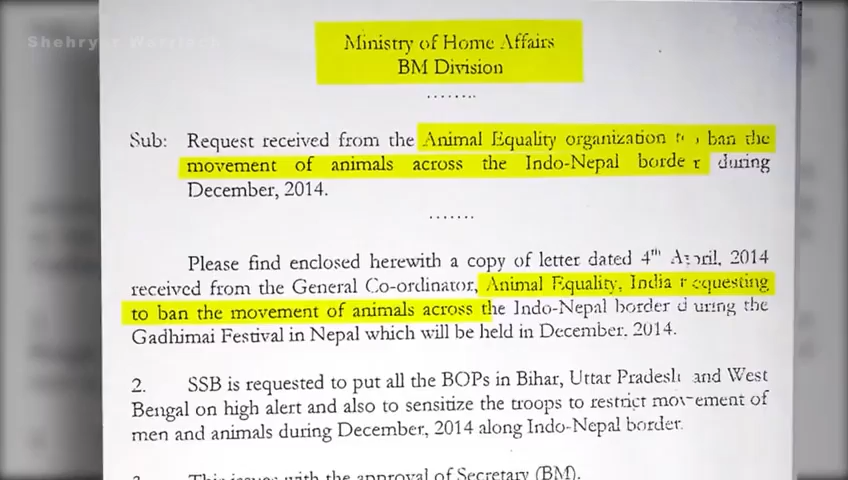 Shehryar
Ministry of Home Affairs
BM Division
........
Sub: Request received from the Animal Equality organization to ban the
movement of animals across the Indo-Nepal border during
December, 2014.
.......
Please find enclosed herewith a copy of letter dated 4th April, 2014
received from the General Co-ordinator, Animal Equality, India requesting
to ban the movement of animals across the Indo-Nepal border during the
Gadhimai Festival in Nepal which will be held in December, 2014.
2. SSB is requested to put all the BOPs in Bihar, Uttar Pradesh and West
Bengal on high alert and also to sensitize the troops to restrict movement of
men and animals during December, 2014 along Indo-Nepal border.
3. This issues with the approval of Secretary (BM).